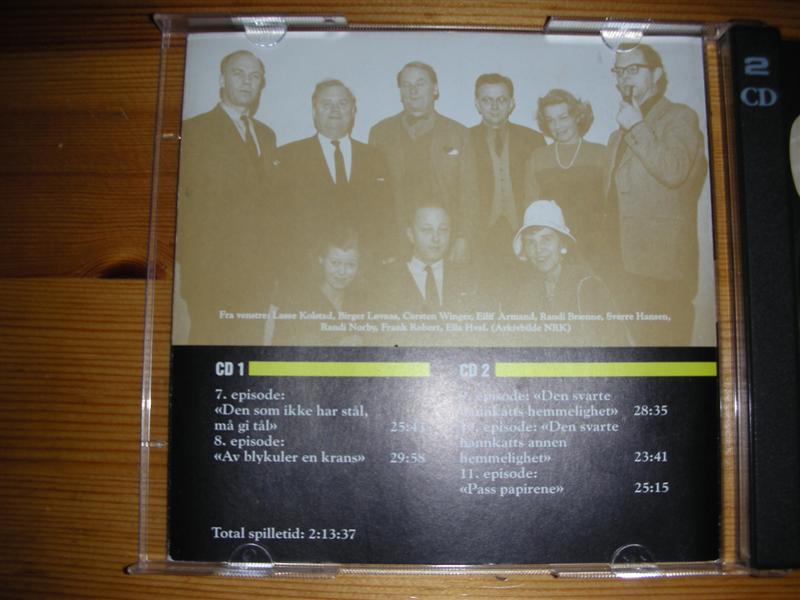 2
CD
Fra venstre: Lasse Kolstad, Birger Løvaas, Carsten Winger, Eilif Armand, Randi Brænne, Sverre Hansen,
Randi Norby, Frank Robert, Ella Hval. (Arkivbilde NRK)
CD 1
7. episode:
«Den som ikke har stål,
må gi tål» 25:43
8. episode:
«Av blykuler en krans» 29:58
CD 2
9. episode: «Den svarte
hannkatts hemmelighet» 28:35
episode: «Den svarte
hannkatts annen
hemmelighet» 23:41
11. episode:
«Pass papirene» 25:15
Total spilletid: 2:13:37